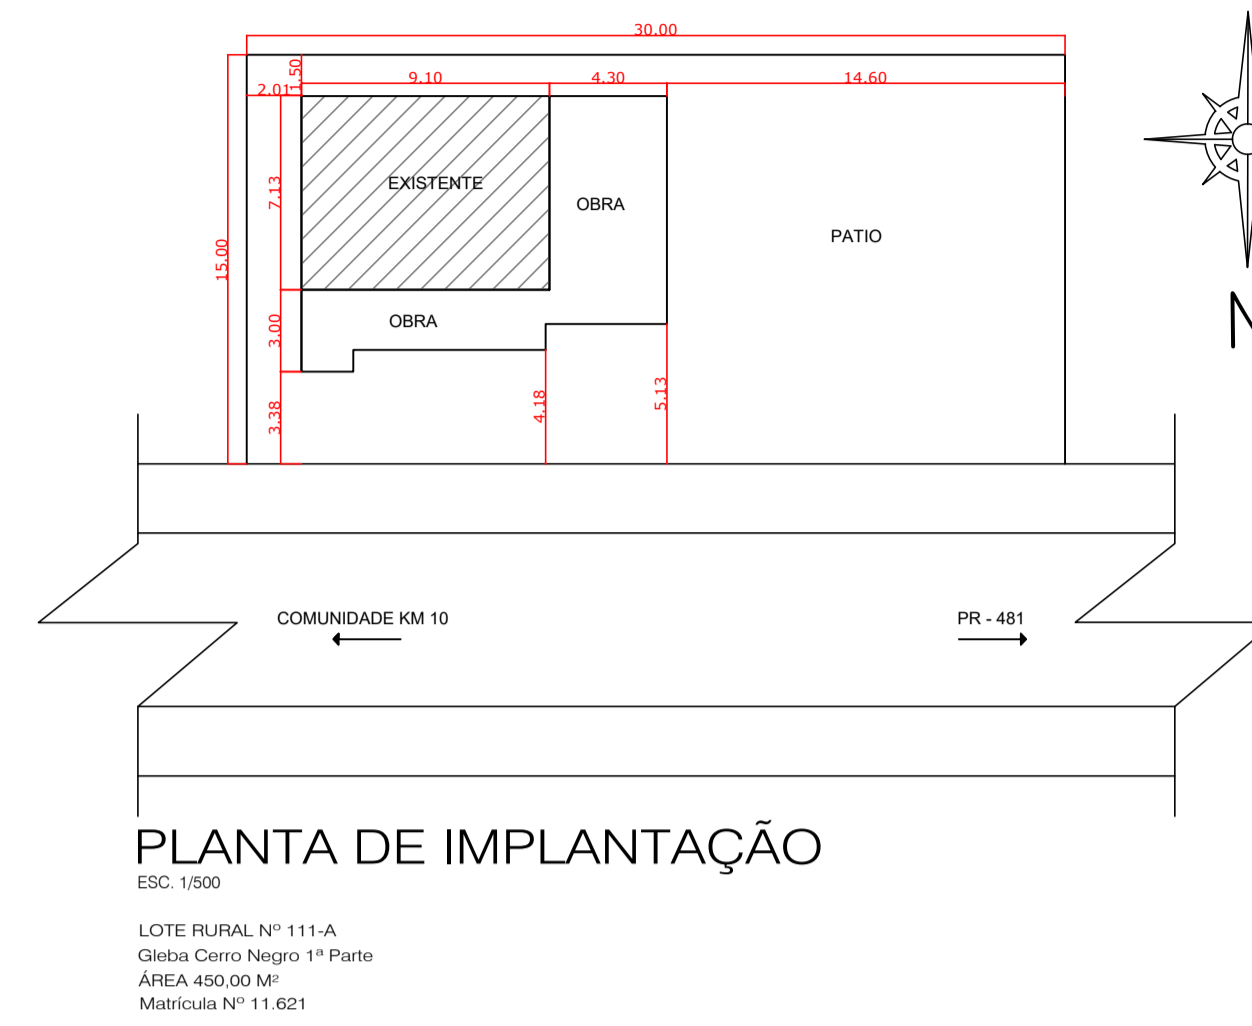 30.00
1.50
9.10
4.30
14.60
2.01
7.13
EXISTENTE
OBRA
PATIO
15.00
3.00
OBRA
3.38
4.18
5.13
N
COMUNIDADE KM 10
PR - 481
PLANTA DE IMPLANTAÇÃO
ESC. 1/500
LOTE RURAL Nº 111-A
Gleba Cerro Negro 1ª Parte
ÁREA 450,00 M²
Matrícula Nº 11.621